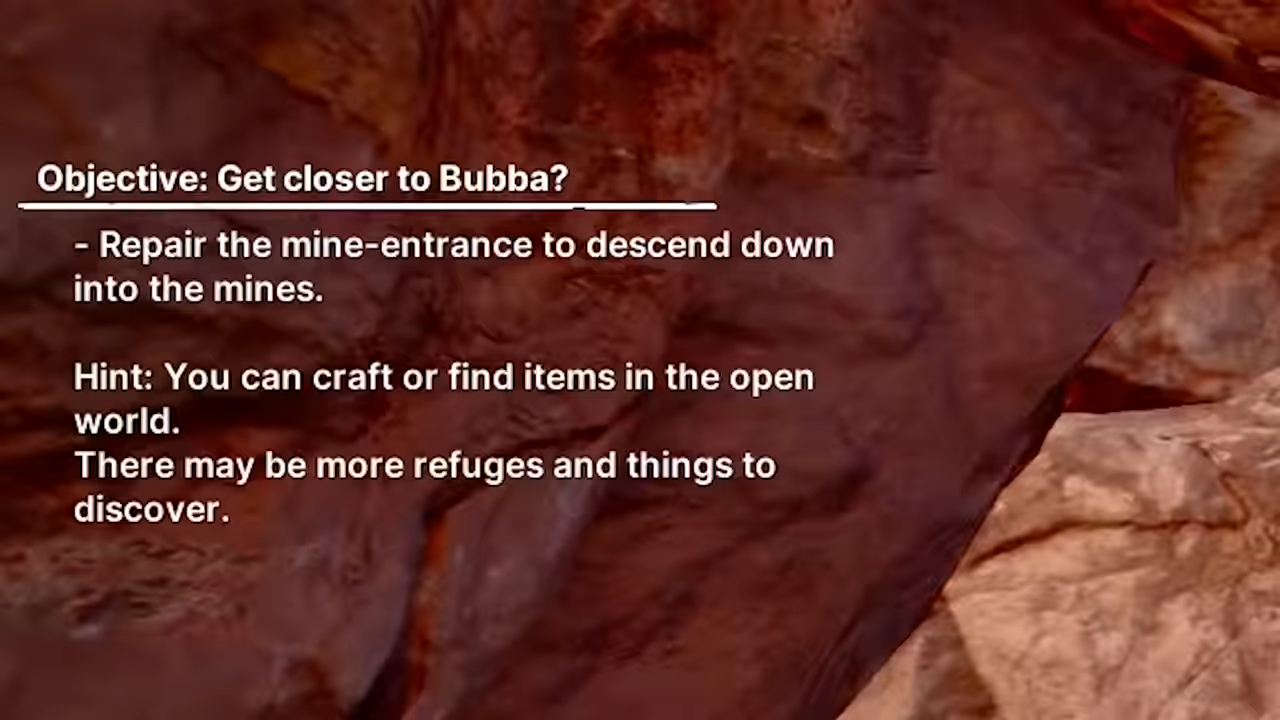 Objective: Get closer to Bubba?
- Repair the mine-entrance to descend down
into the mines.
Hint: You can craft or find items in the open
world.
There may be more refuges and things to
discover.